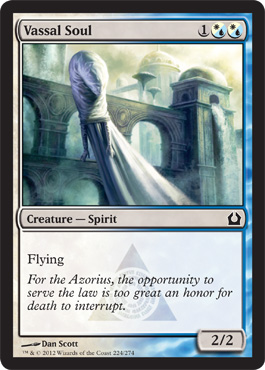 Vassal Soul 1
Creature — Spirit
Flying
For the Azorius, the opportunity to
serve the law is too great an honor for
death to interrupt.
Dan Scott
™ & © 2012 Wizards of the Coast 224/274
2/2